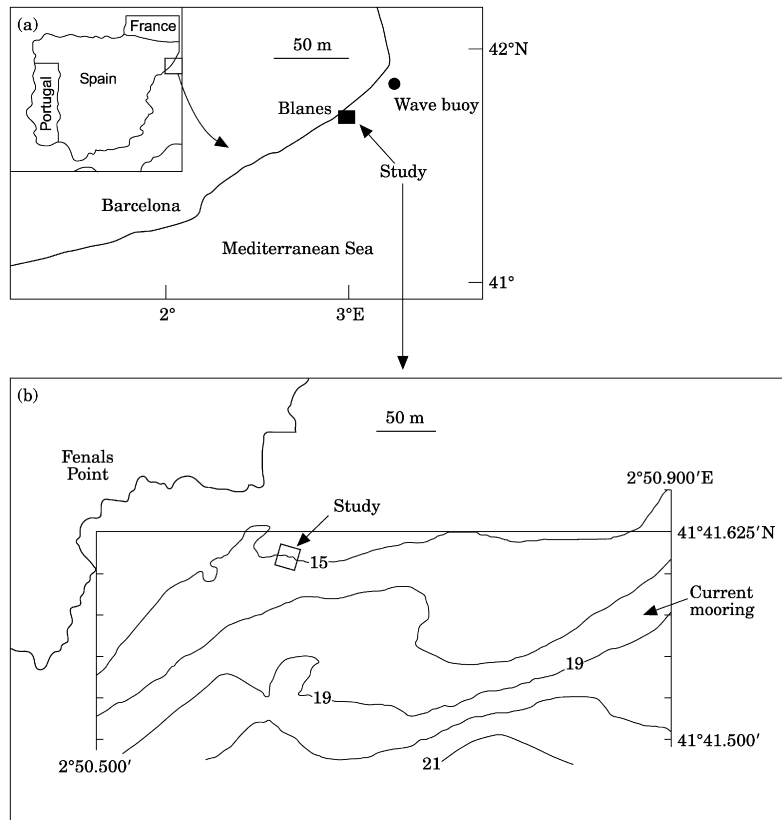 (a)
France
Spain
Portugal
50 m
42°N
Blanes
Wave buoy
Study
Barcelona
Mediterranean Sea
41°
2°
3°E
(b)
50 m
Fenals
Point
2°50.900′E
Study
41°41.625′N
15
Current
mooring
19
19
41°41.500′
2°50.500′
21